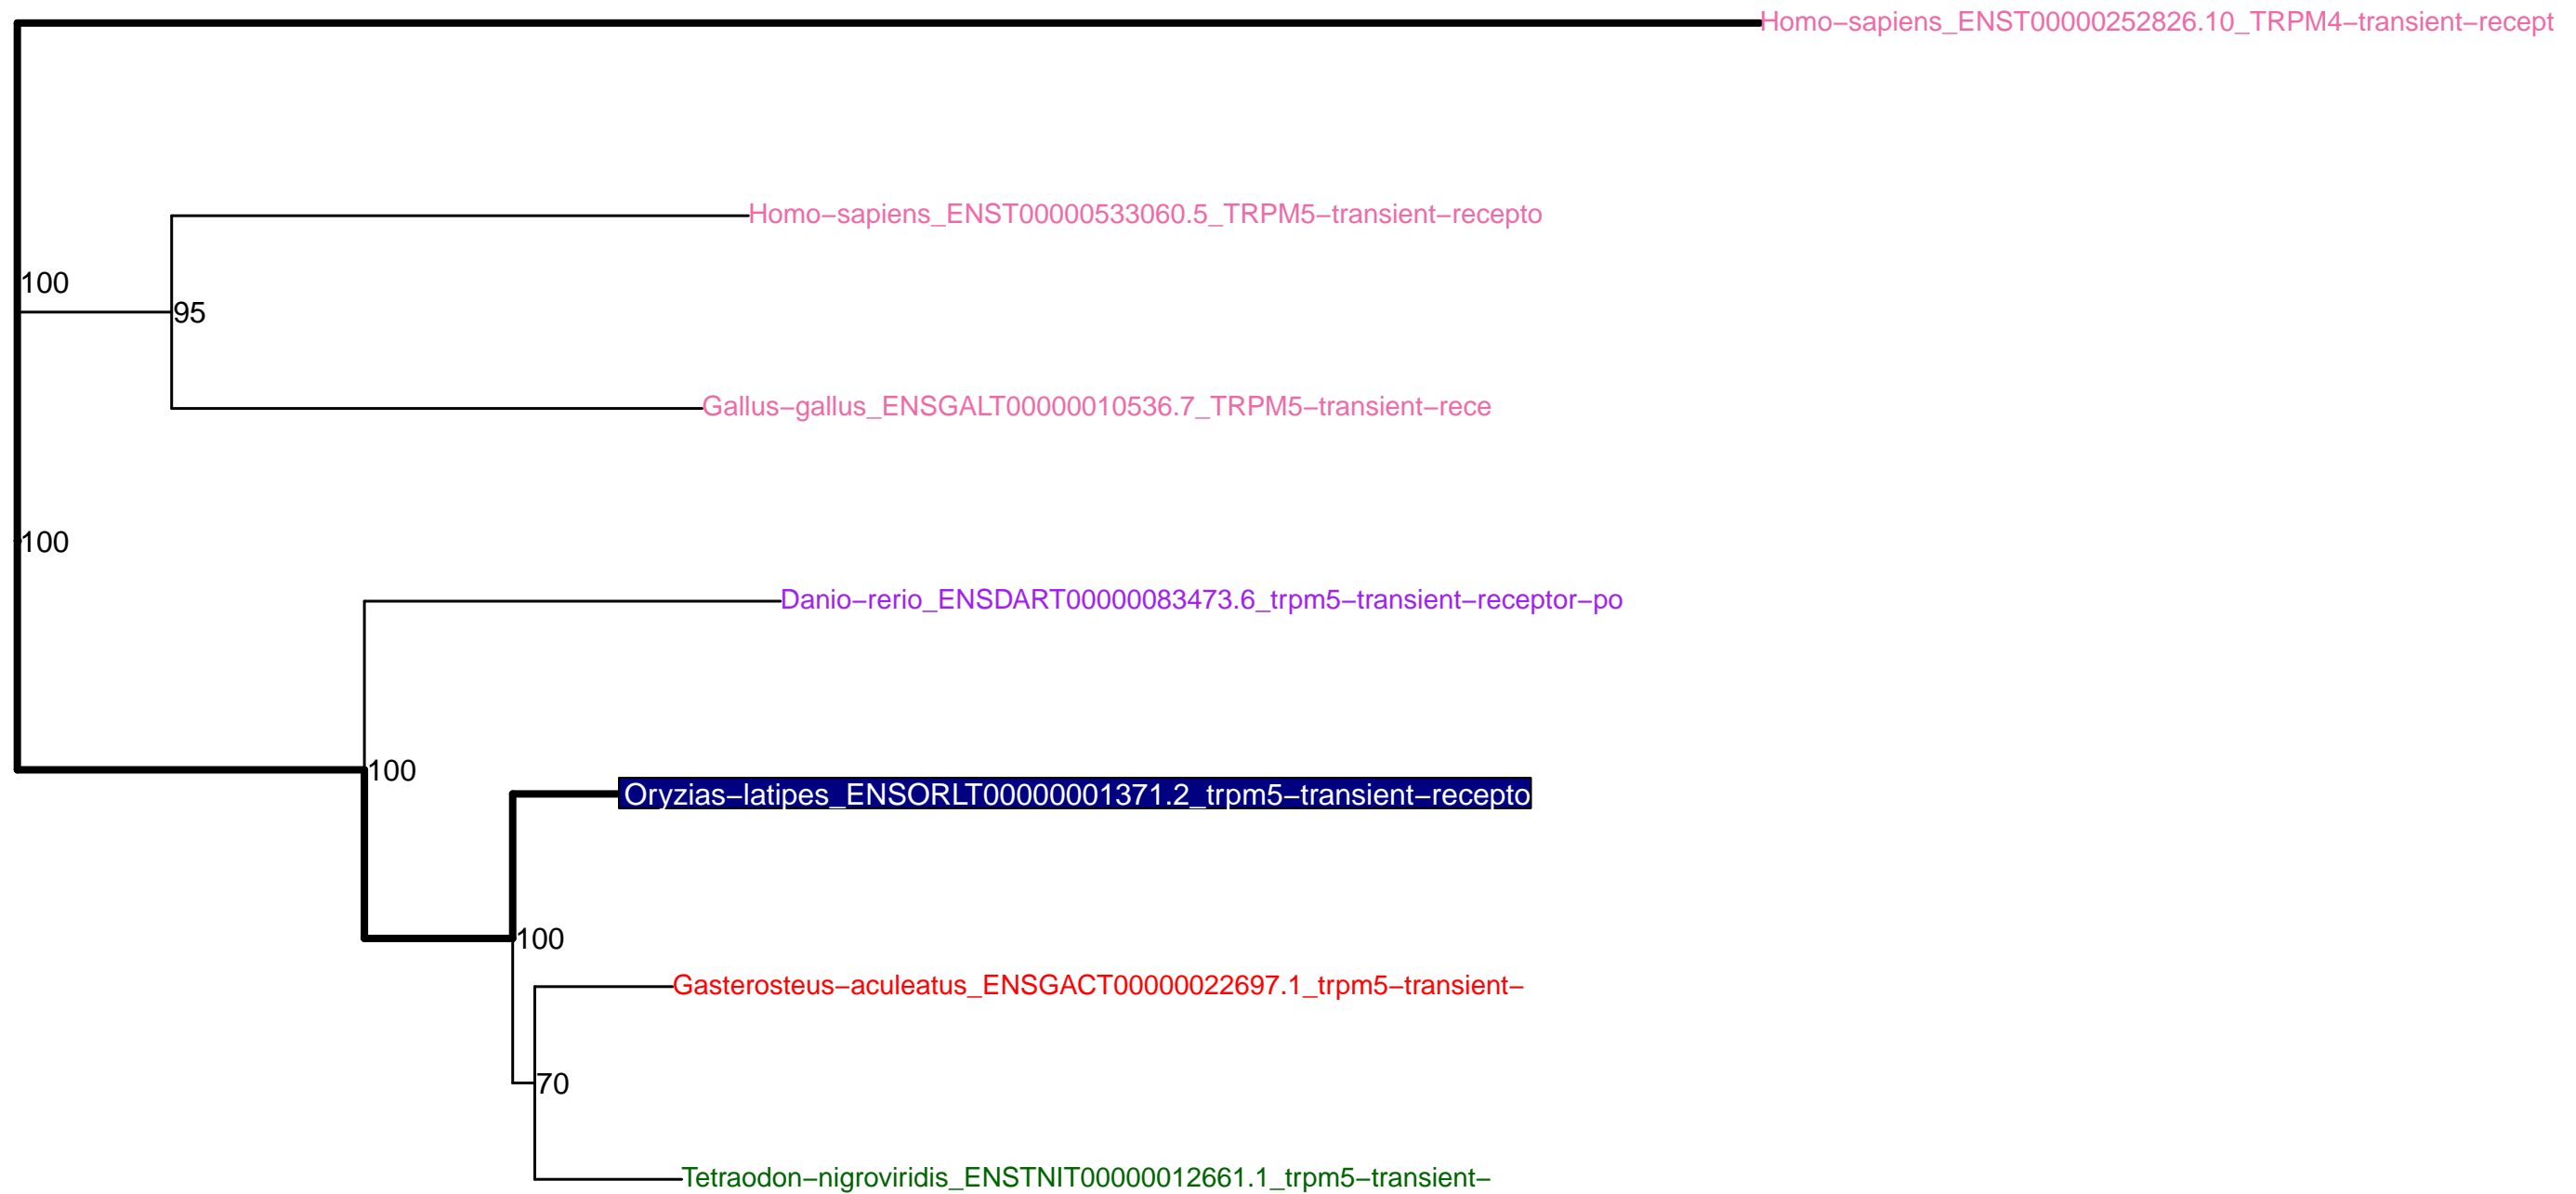 Homo−sapiens_ENST00000252826.10_TRPM4−transient−recept
Homo−sapiens_ENST00000533060.5_TRPM5−transient−recepto
100
95
Gallus−gallus_ENSGALT00000010536.7_TRPM5−transient−rece
100
Danio−rerio_ENSDART00000083473.6_trpm5−transient−receptor−po
100
Oryzias−latipes_ENSORLT00000001371.2_trpm5−transient−recepto
100
Gasterosteus−aculeatus_ENSGACT00000022697.1_trpm5−transient−
70
Tetraodon−nigroviridis_ENSTNIT00000012661.1_trpm5−transient−